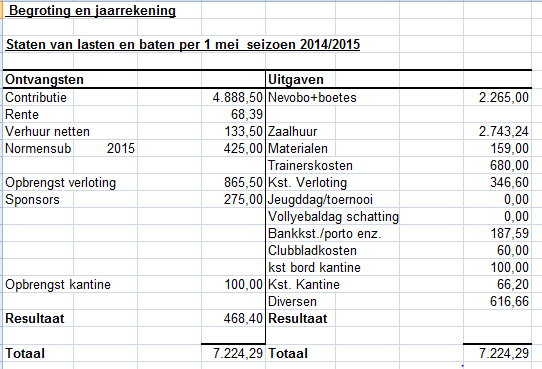 Begroting en jaarrekening
Staten van lasten en baten per 1 mei seizoen 2014/2015
Ontvangsten Uitgaven
Contributie 4.888,50 Nevobo+boetes 2.265,00
Rente 68,39
Verhuur netten 133,50 Zaalhuur 2.743,24
Normensub 2015 425,00 Materialen 159,00
Trainerskosten 680,00
Opbrengst verloting 865,50 Kst. Verloting 346,60
Sponsors 275,00 Jeugddag/toernooi 0,00
Vollyebaldag schatting 0,00
Bankkst./porto enz. 187,59
Clubbladkosten 60,00
kst bord kantine 100,00
Opbrengst kantine 100,00 Kst. Kantine 66,20
Diversen 616,66
Resultaat 468,40 Resultaat
Totaal 7.224,29 Totaal 7.224,29